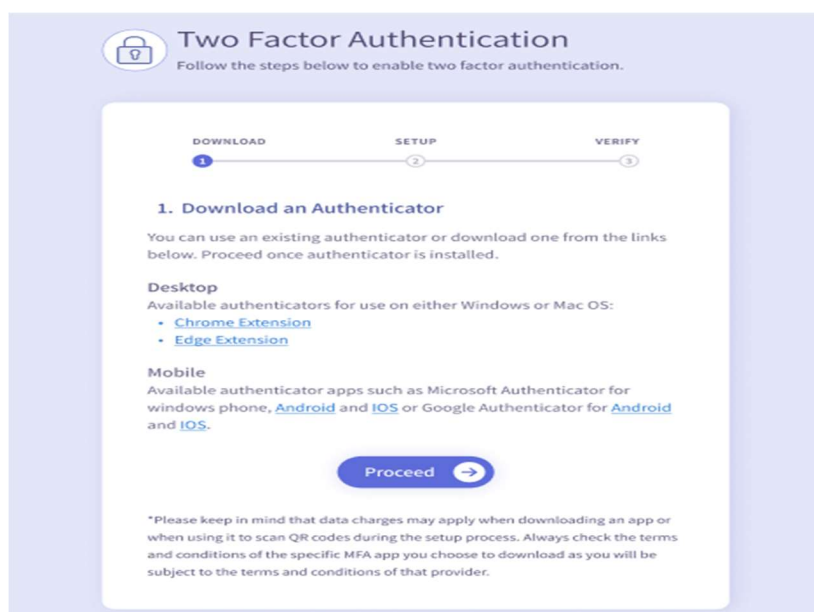 Two Factor Authentication
Follow the steps below to enable two factor authentication.
DOWNLOAD SETUP VERIFY
1 2 3
1. Download an Authenticator
You can use an existing authenticator or download one from the links
below. Proceed once authenticator is installed.
Desktop
Available authenticators for use on either Windows or Mac OS:
• Chrome Extension
• Edge Extension
Mobile
Available authenticator apps such as Microsoft Authenticator for
windows phone, Android and IOS or Google Authenticator for Android
and IOS.
Proceed →
*Please keep in mind that data charges may apply when downloading an app or
when using it to scan QR codes during the setup process. Always check the terms
and conditions of the specific MFA app you choose to download as you will be
subject to the terms and conditions of that provider.